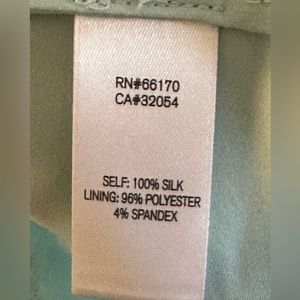 RN#66170
CA#32054
SELF: 100% SILK
LINING: 96% POLYESTER
4% SPANDEX